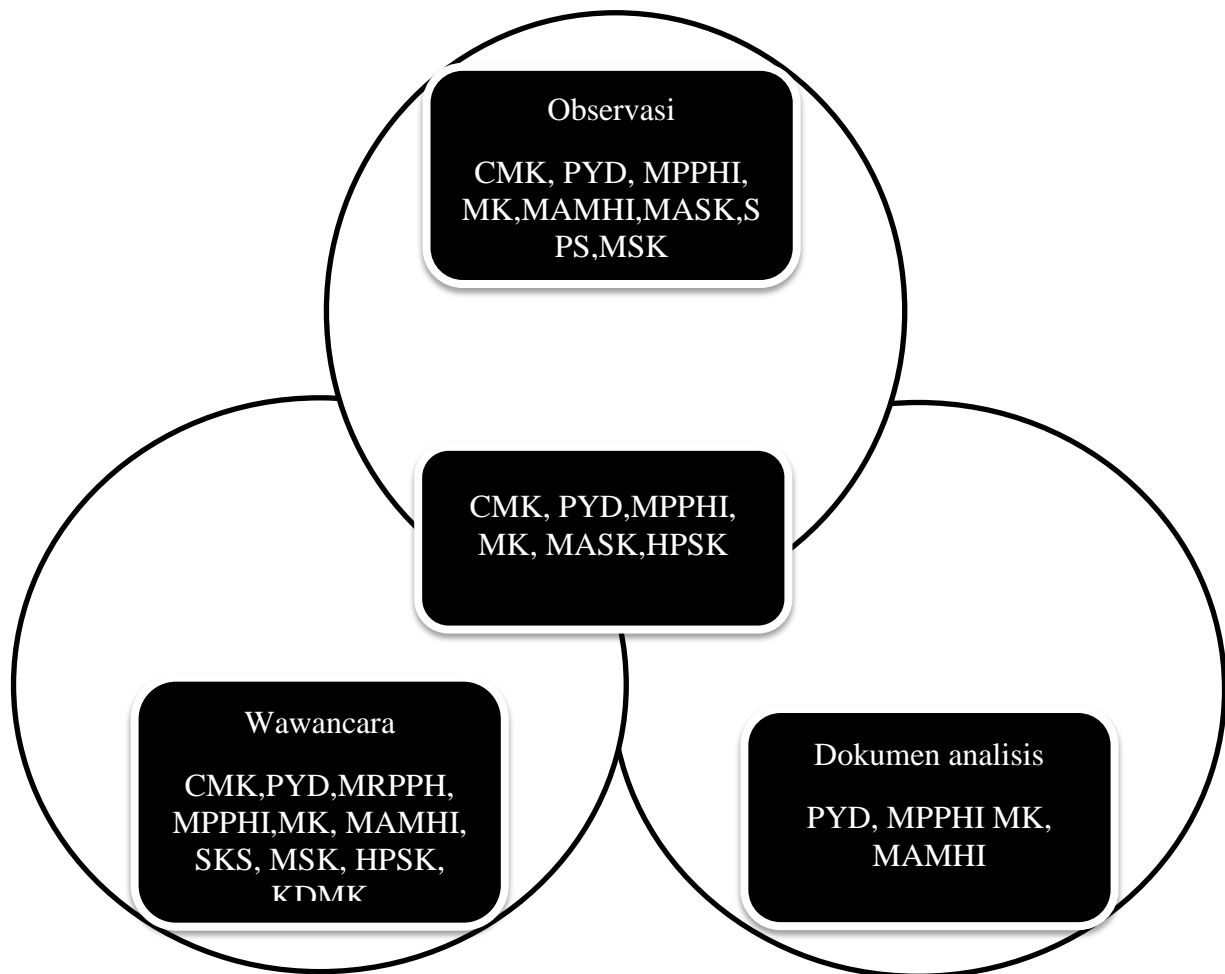 Observasi
CMK, PYD, MPPHI,
MK,MAMHI,MASK,S
PS,MSK
CMK, PYD,MPPHI,
MK, MASK,HPSK
Wawancara
CMK,PYD,MRPPH,
MPPHI,MK, MAMHI,
SKS, MSK, HPSK,
KDMK
Dokumen analisis
PYD, MPPHI MK,
MAMHI